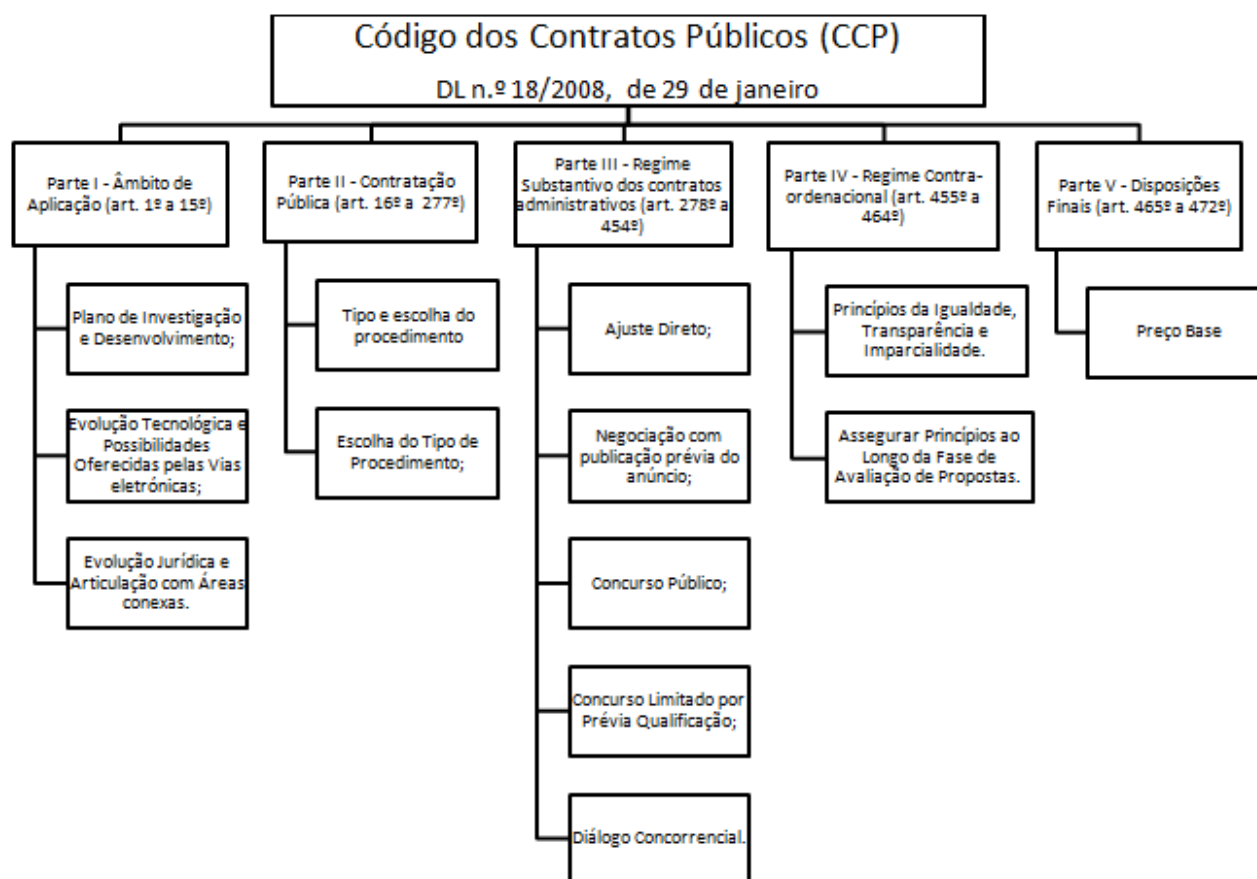 Código dos Contratos Públicos (CCP)
DL n.º 18/2008, de 29 de janeiro
Parte I - Âmbito de
Aplicação (art. 1º a 15º)
Parte II - Contratação
Pública (art. 16º a 277º)
Parte III - Regime
Substantivo dos contratos
administrativos (art. 278º a
454º)
Parte IV - Regime Contra-
ordenacional (art. 455º a
464º)
Parte V - Disposições
Finais (art. 465º a 472º)
Plano de Investigação
e Desenvolvimento;
Evolução Tecnológica e
Possibilidades
Oferecidas pelas Vias
eletrónicas;
Evolução Jurídica e
Articulação com Áreas
conexas.
Tipo e escolha do
procedimento
Escolha do Tipo de
Procedimento;
Ajuste Direto;
Negociação com
publicação prévia do
anúncio;
Concurso Público;
Concurso Limitado por
Prévia Qualificação;
Diálogo Concorrencial.
Princípios da Igualdade,
Transparência e
Imparcialidade.
Assegurar Princípios ao
Longo da Fase de
Avaliação de Propostas.
Preço Base